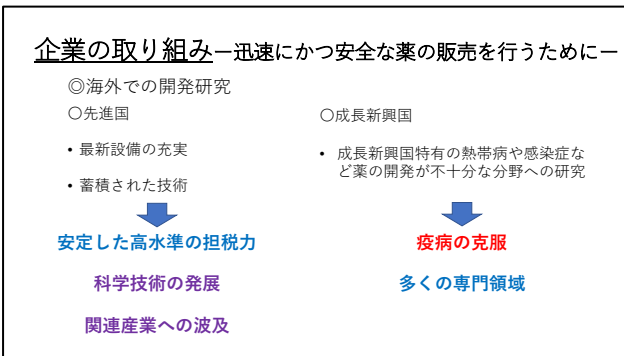 企業の取り組みー迅速にかつ安全な薬の販売を行うためにー
◎海外での開発研究
〇先進国
• 最新設備の充実
• 蓄積された技術
安定した高水準の担税力
科学技術の発展
関連産業への波及
〇成長新興国
• 成長新興国特有の熱帯病や感染症な
ど薬の開発が不十分な分野への研究
疫病の克服
多くの専門領域